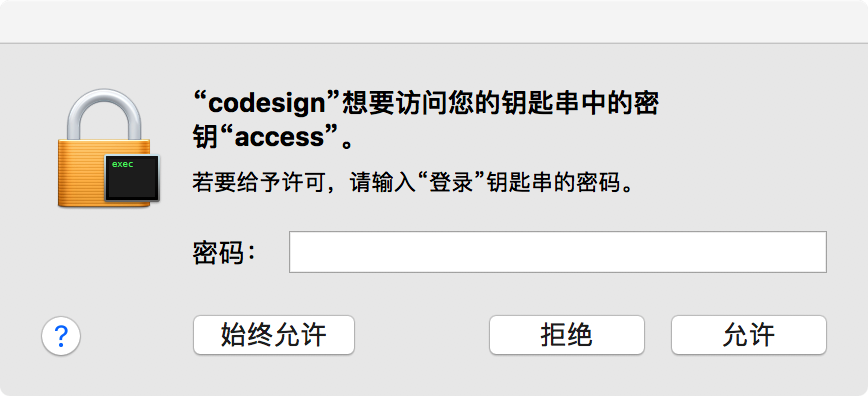 “codesign”想要访问您的钥匙串中的密
钥“access”。
exec
若要给予许可，请输入“登录”钥匙串的密码。
密码：
?
始终允许
拒绝
允许